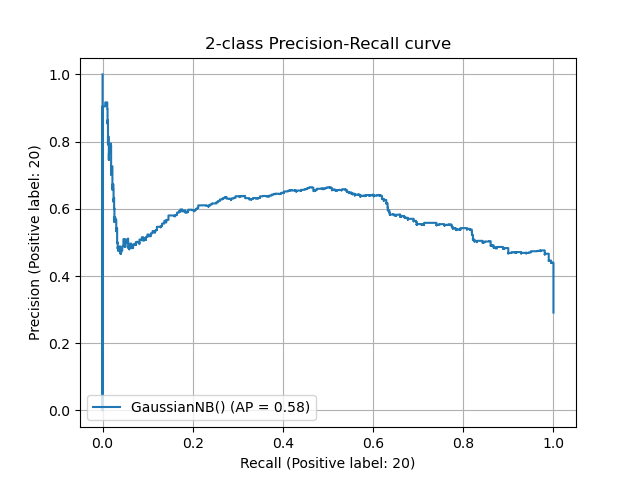 2-class Precision-Recall curve
1.0
0.8
0.6
0.4
0.2
0.0
Precision (Positive label: 20)
GaussianNB() (AP = 0.58)
0.0 0.2 0.4 0.6 0.8 1.0
Recall (Positive label: 20)